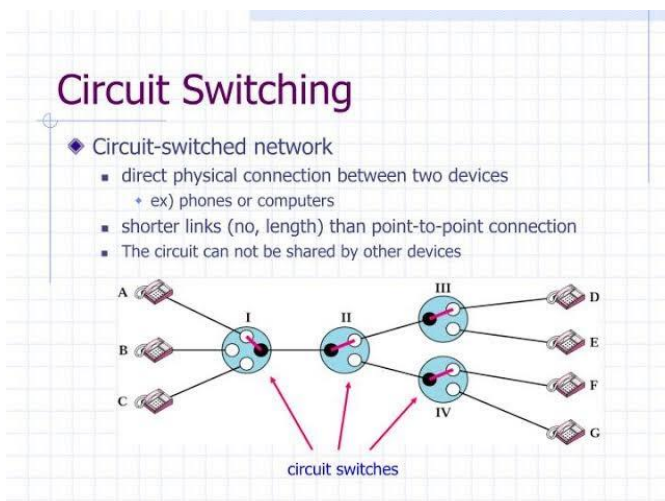 Circuit Switching
Circuit-switched network
direct physical connection between two devices
ex) phones or computers
shorter links (no, length) than point-to-point connection
The circuit can not be shared by other devices
A
I
II
III
D
B
E
C
IV
F
G
circuit switches